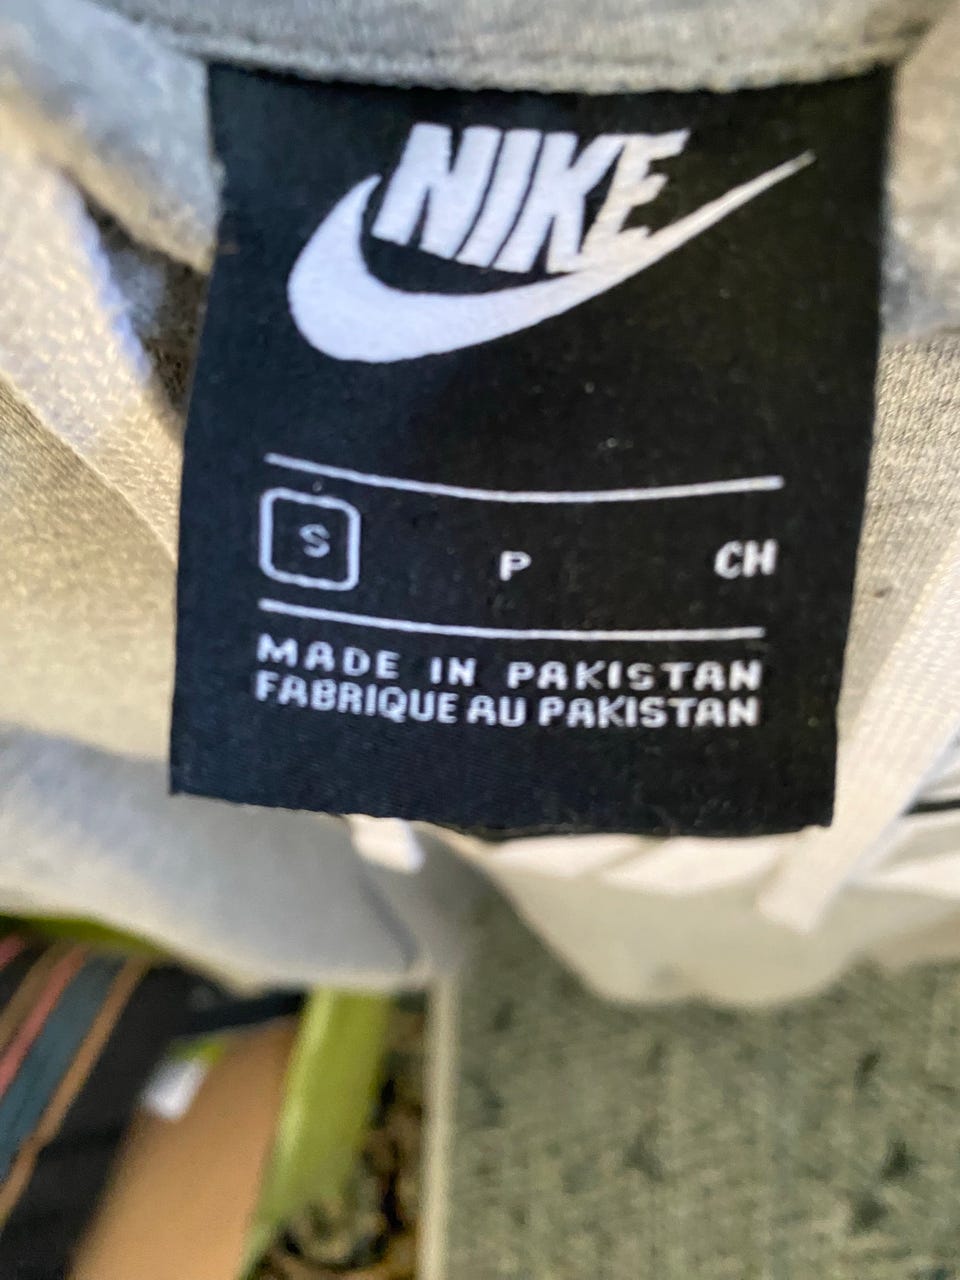 NIKE
S P CH
MADE IN PAKISTAN
FABRIQUE AU PAKISTAN